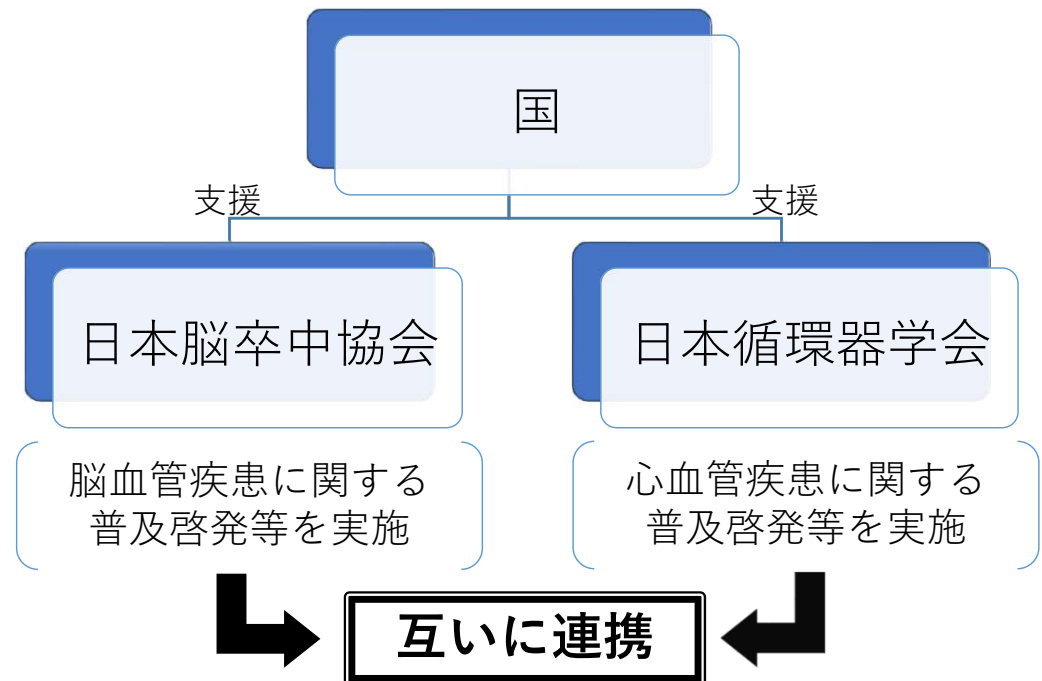 国
支援
支援
日本脳卒中協会
日本循環器学会
脳血管疾患に関する
普及啓発等を実施
心血管疾患に関する
普及啓発等を実施
互いに連携